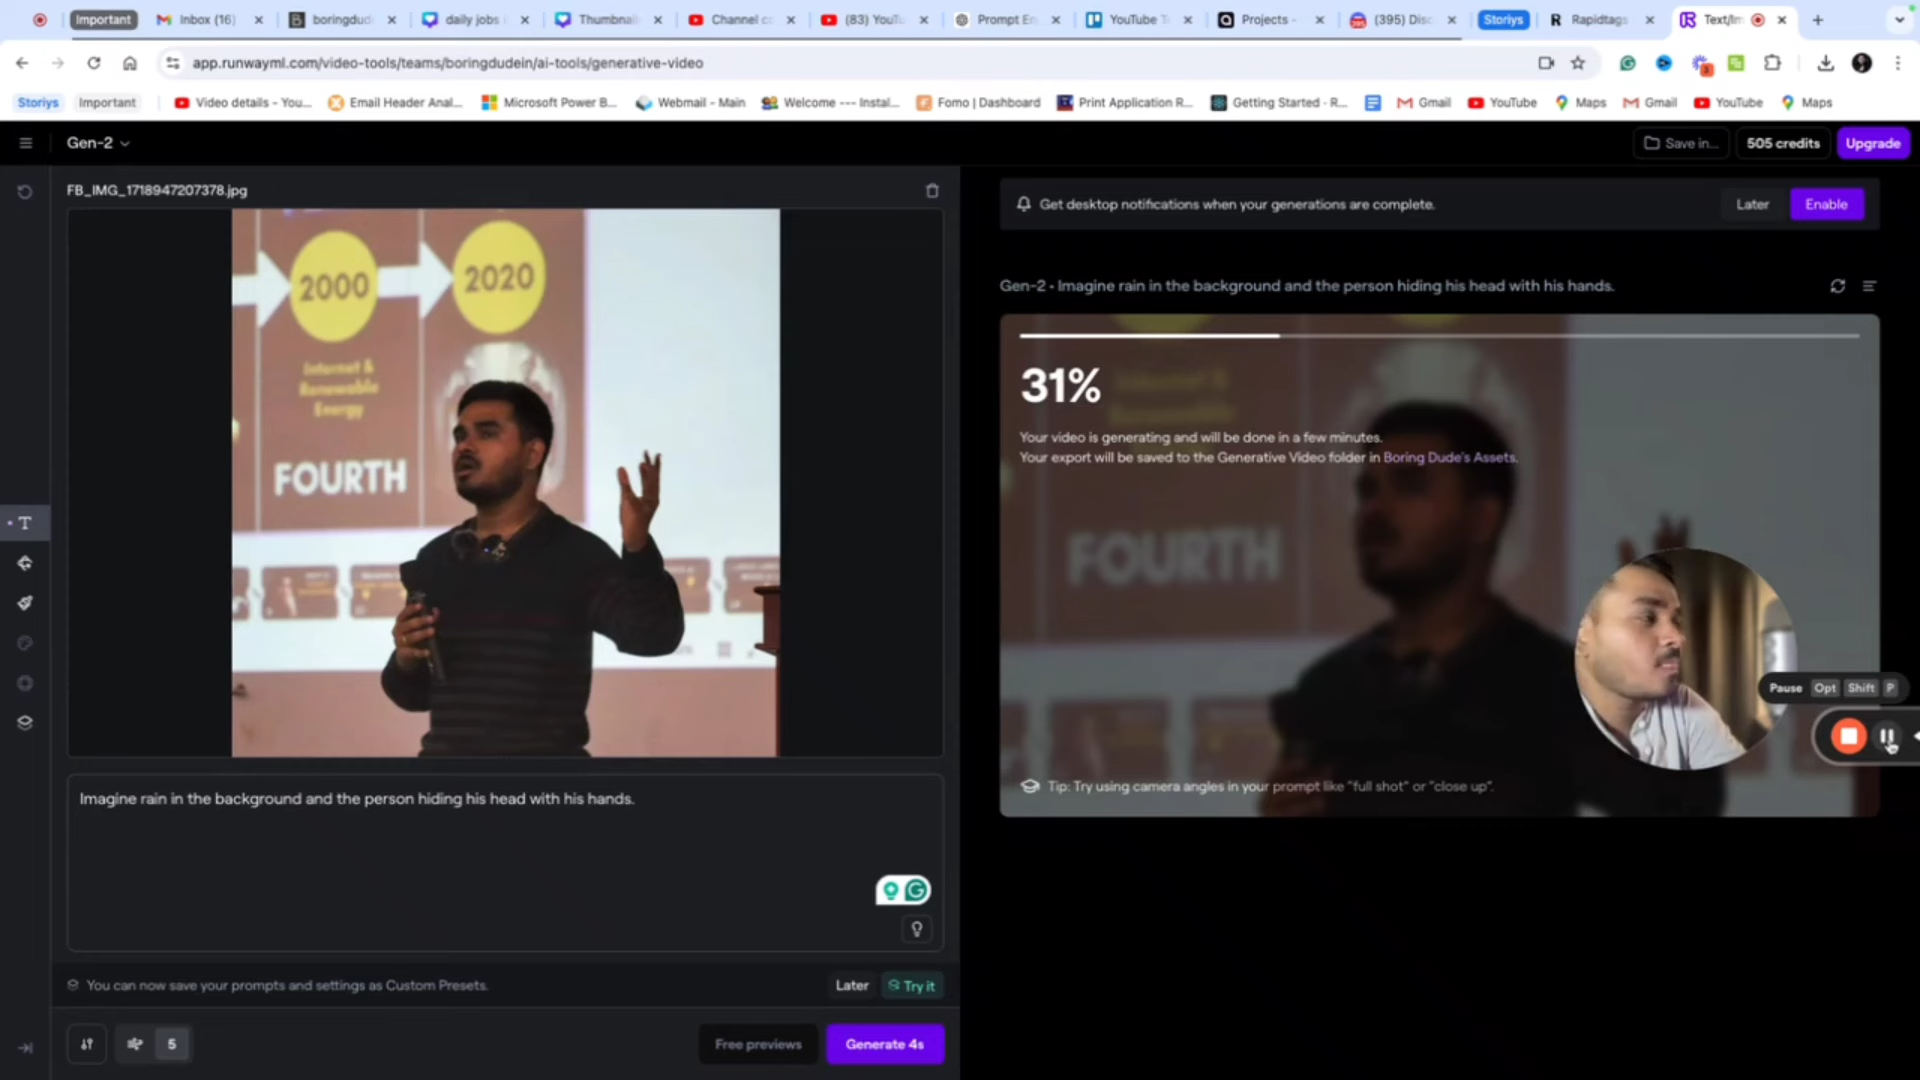 Important
Inbox (16)
boringdud
daily jobs
Thumbnai
Channel c
(83) YouTu
Prompt En
YouTube T
Projects -
(395) Disc
Storiys
Rapidtags
Text/Im
app.runwayml.com/video-tools/teams/boringdudein/ai-tools/generative-video
Storiys
Important
Video details - You...
Email Header Anal...
Microsoft Power B...
Webmail - Main
Welcome --- Instal...
Fomo | Dashboard
Print Application R...
Getting Started - R...
Gmail
YouTube
Maps
Gmail
YouTube
Maps
Gen-2
Save in...
505 credits
Upgrade
FB_IMG_1718947207378.jpg
2000
2020
Internet &
Renewable
Energy
FOURTH
Imagine rain in the background and the person hiding his head with his hands.
You can now save your prompts and settings as Custom Presets.
Later
Try it
5
Free previews
Generate 4s
Get desktop notifications when your generations are complete.
Later
Enable
Gen-2 • Imagine rain in the background and the person hiding his head with his hands.
31%
Internet &
Renewable
Your video is generating and will be done in a few minutes.
Your export will be saved to the Generative Video folder in Boring Dude's Assets.
FOURTH
Pause Opt Shift P
Tip: Try using camera angles in your prompt like "full shot" or "close up".